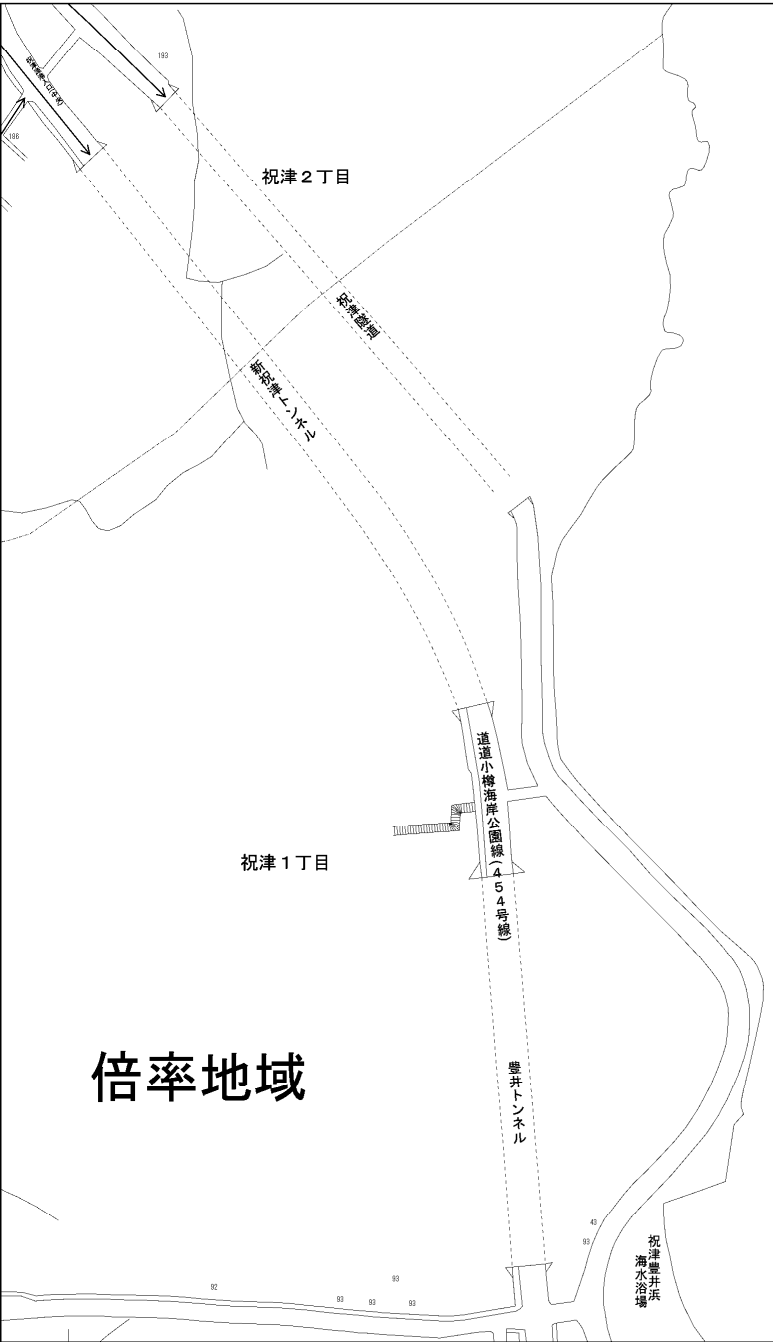 193
186
祝津２丁目
祝津隧道
新祝津トンネル
道道小樽海岸公園線(４５４号線)
祝津１丁目
倍率地域
豊井トンネル
43
93
祝津豊井浜
海水浴場
92
93
93
93
93